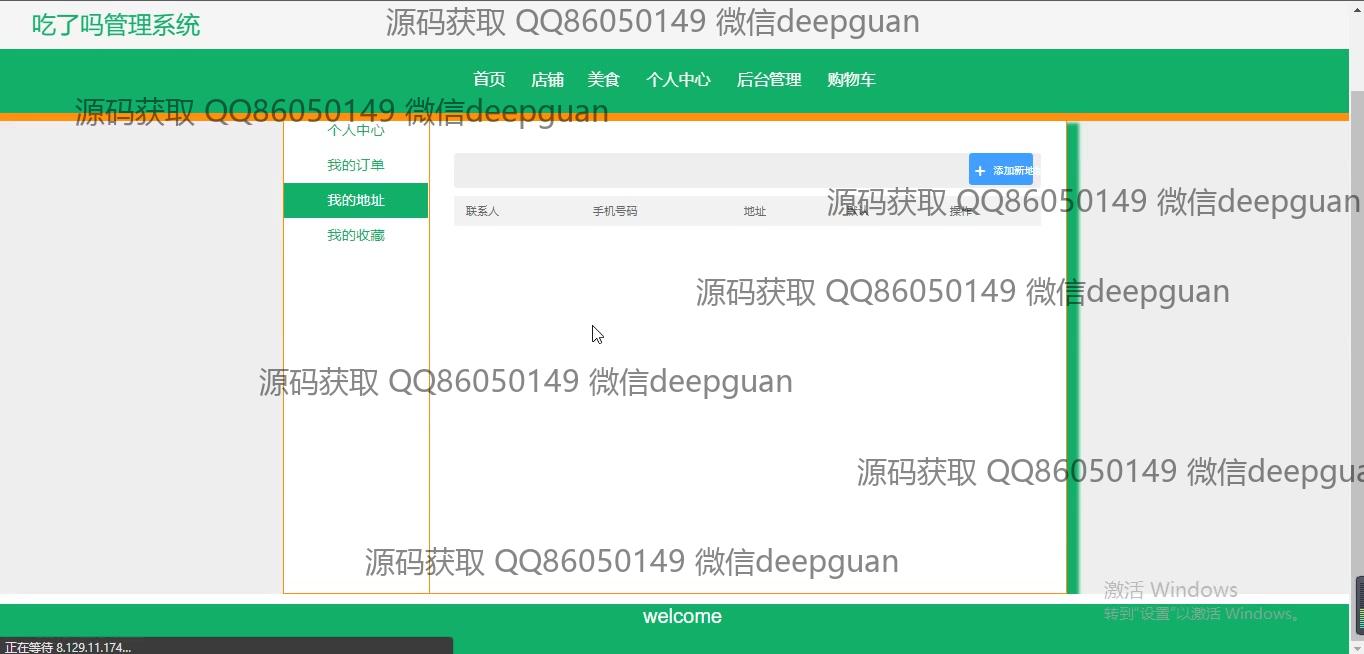 吃了吗管理系统
源码获取 QQ86050149 微信deepguan
首页 店铺 美食 个人中心 后台管理 购物车
源码获取 QQ86050149 微信deepguan
个人中心
我的订单
+ 添加新地
我的地址
源码获取 QQ86050149 微信deepguan
联系人 手机号码 地址 默认 操作
我的收藏
源码获取 QQ86050149 微信deepguan
源码获取 QQ86050149 微信deepguan
源码获取 QQ86050149 微信deepgua
源码获取 QQ86050149 微信deepguan
激活 Windows
转到"设置"以激活 Windows。
welcome
正在等待 8.129.11.174...